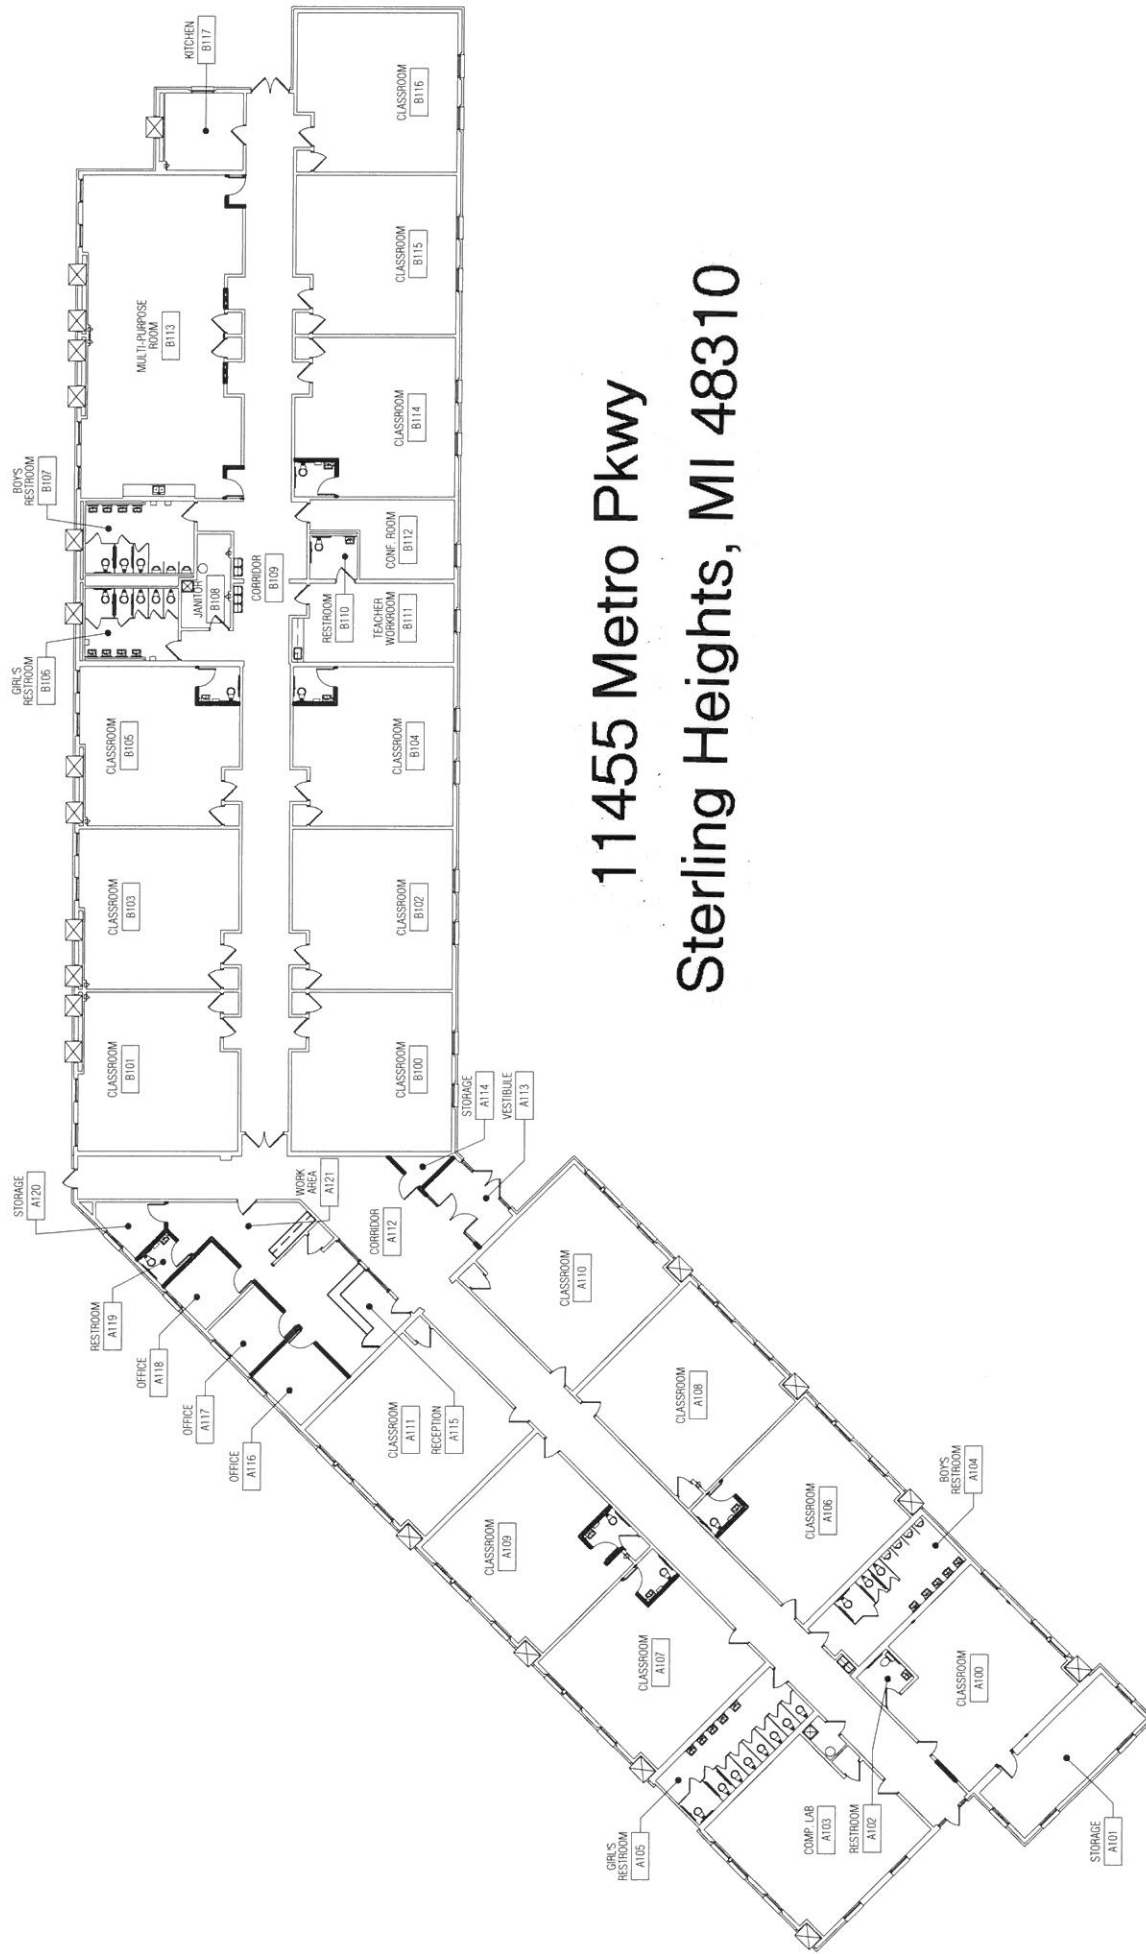 KITCHEN
B117
CLASSROOM
B116
MULTI-PURPOSE
ROOM
B113
CLASSROOM
B115
CLASSROOM
B114
BOY'S
RESTROOM
B107
CONF. ROOM
B112
JANITOR
B108
CORRIDOR
B109
RESTROOM
B110
TEACHER
WORKROOM
B111
GIRL'S
RESTROOM
B106
CLASSROOM
B105
CLASSROOM
B104
CLASSROOM
B103
CLASSROOM
B102
CLASSROOM
B101
CLASSROOM
B100
STORAGE
A114
VESTIBULE
A113
STORAGE
A120
WORK
AREA
A121
CORRIDOR
A112
RESTROOM
A119
OFFICE
A118
OFFICE
A117
OFFICE
A116
RECEPTION
A115
CLASSROOM
A111
CLASSROOM
A110
CLASSROOM
A109
CLASSROOM
A108
CLASSROOM
A107
CLASSROOM
A106
BOY'S
RESTROOM
A104
GIRL'S
RESTROOM
A105
COMP. LAB
A103
RESTROOM
A102
CLASSROOM
A100
STORAGE
A101
11455 Metro Pkwy
Sterling Heights, MI 48310